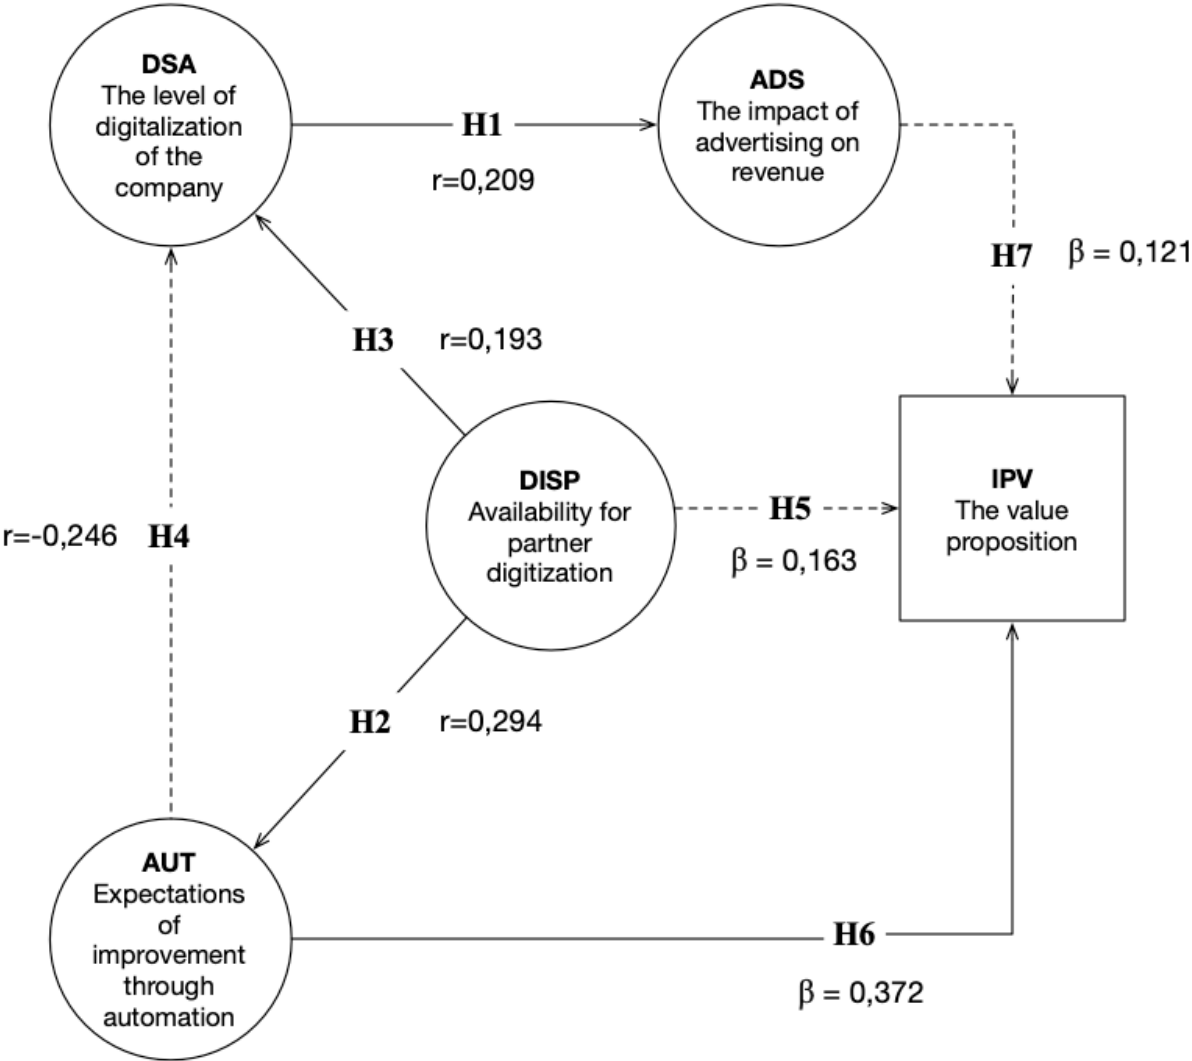 DSA
The level of
digitalization
of the
company
H1
r=0,209
ADS
The impact of
advertising on
revenue
H7
β = 0,121
H3
r=0,193
DISP
Availability for
partner
digitization
H5
β = 0,163
IPV
The value
proposition
r=-0,246
H4
H2
r=0,294
AUT
Expectations
of
improvement
through
automation
H6
β = 0,372